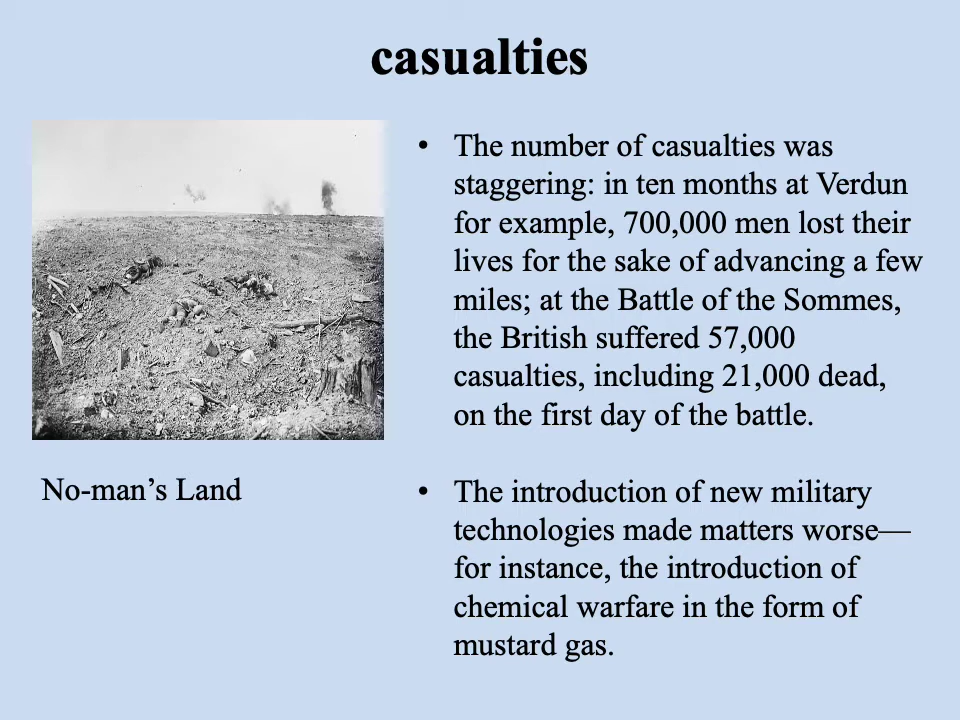 casualties
• The number of casualties was
staggering: in ten months at Verdun
for example, 700,000 men lost their
lives for the sake of advancing a few
miles; at the Battle of the Sommes,
the British suffered 57,000
casualties, including 21,000 dead,
on the first day of the battle.
No-man’s Land
• The introduction of new military
technologies made matters worse—
for instance, the introduction of
chemical warfare in the form of
mustard gas.